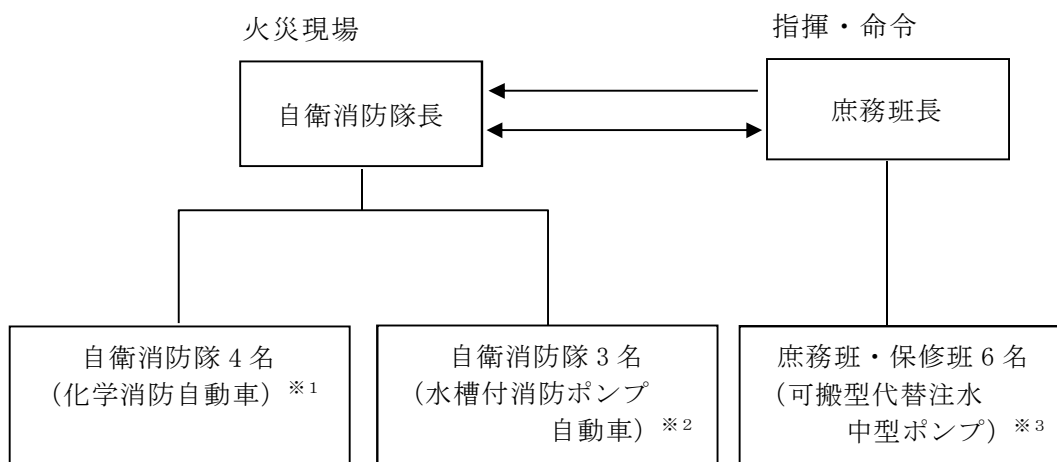 火災現場
指揮・命令
自衛消防隊長
庶務班長
自衛消防隊4名
(化学消防自動車)※1
自衛消防隊3名
(水槽付消防ポンプ
自動車)※2
庶務班・保修班6名
(可搬型代替注水
中型ポンプ)※3